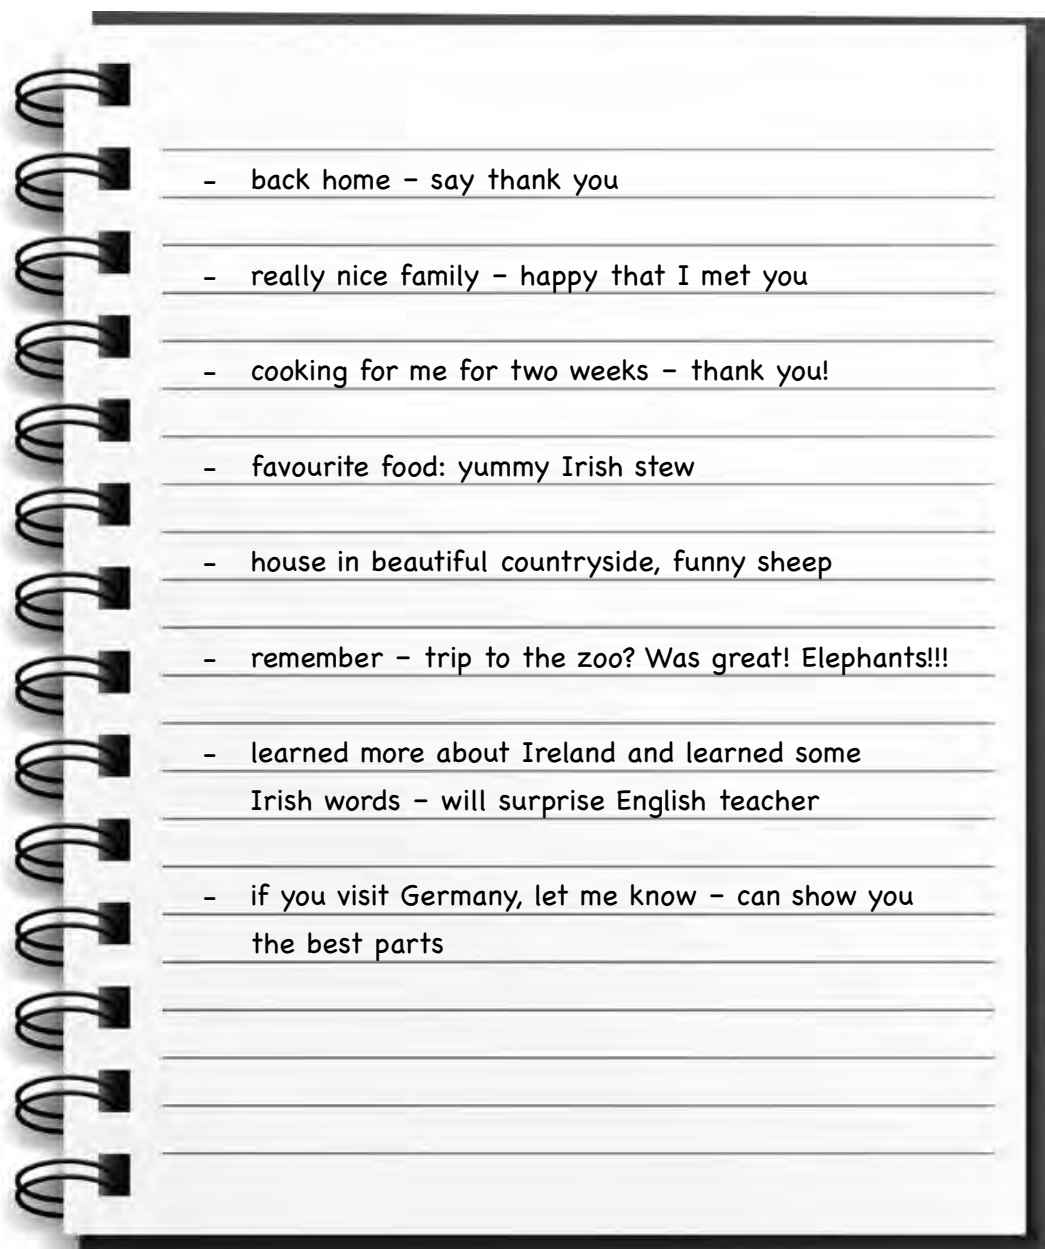 - back home – say thank you
- really nice family – happy that I met you
- cooking for me for two weeks – thank you!
- favourite food: yummy Irish stew
- house in beautiful countryside, funny sheep
- remember – trip to the zoo? Was great! Elephants!!!
- learned more about Ireland and learned some
Irish words – will surprise English teacher
- if you visit Germany, let me know – can show you
the best parts